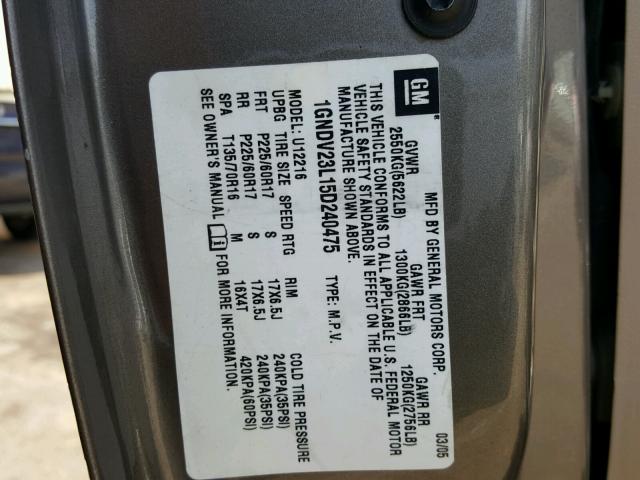 GM
®
MFD BY GENERAL MOTORS CORP. 03/05
GVWR GAWR FRT GAWR RR
2550KG(5622LB) 1300KG(2866LB) 1250KG(2756LB)
THIS VEHICLE CONFORMS TO ALL APPLICABLE U.S. FEDERAL MOTOR
VEHICLE SAFETY STANDARDS IN EFFECT ON THE DATE OF
MANUFACTURE SHOWN ABOVE.
1GNDV23L15D240475 TYPE: M.P.V.
MODEL: U12216
UPBG TIRE SIZE SPEED RTG RIM COLD TIRE PRESSURE
FRT P225/60R17 S 17X6.5J 240KPA(35PSI)
RR P225/60R17 S 17X6.5J 240KPA(35PSI)
SPA T135/70R16 M 16X4T 420KPA(60PSI)
SEE OWNER'S MANUAL FOR MORE INFORMATION.